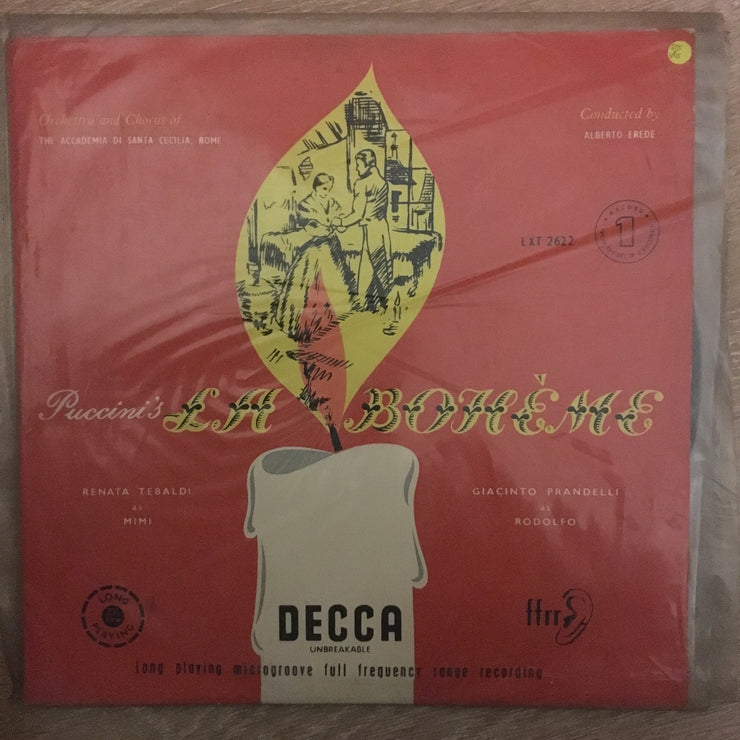 Orchestra and Chorus of
THE ACCADEMIA DI SANTA CECILIA, ROME
Conducted by
ALBERTO EREDE
LXT 2622
RECORD
1
Puccini's LA BOHÈME
RENATA TEBALDI
as
MIMI
GIACINTO PRANDELLI
as
RODOLFO
LONG
PLAYING
ffrr
DECCA
UNBREAKABLE
Long playing microgroove full frequency range recording